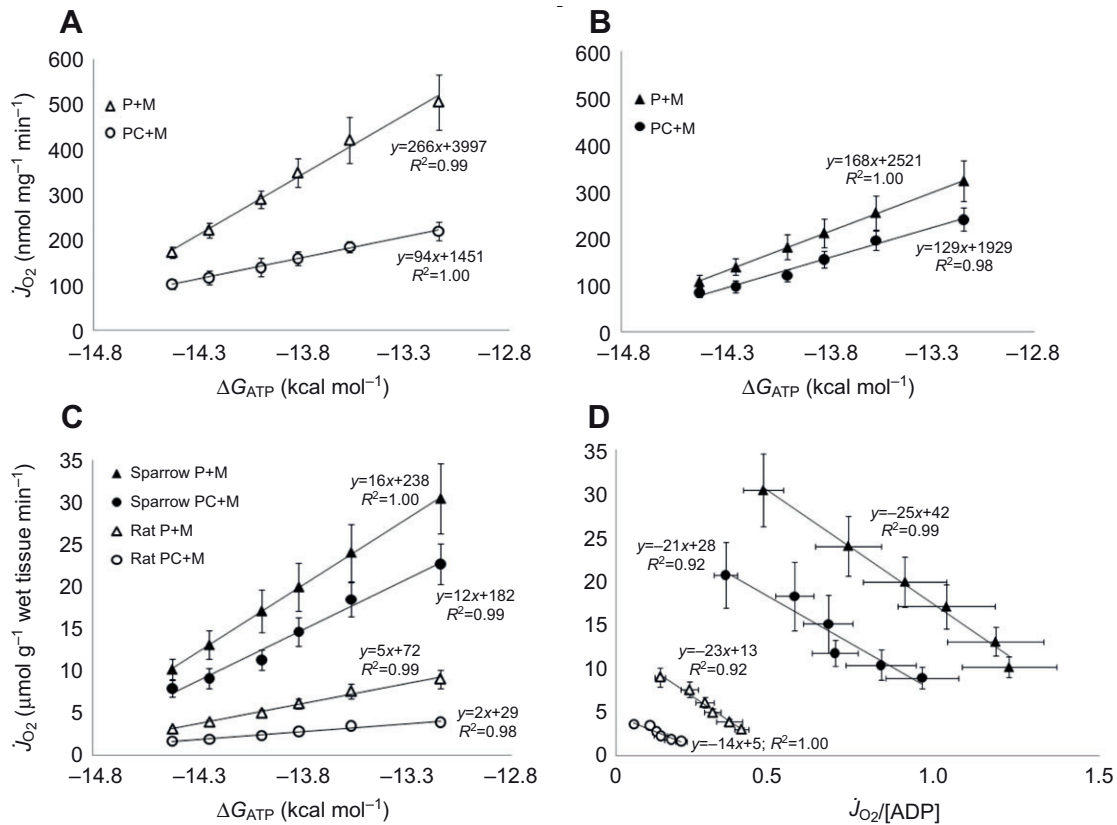 A
600
500
400
300
200
100
0
J̇O₂ (nmol mg⁻¹ min⁻¹)
P+M
PC+M
y=266x+3997
R²=0.99
y=94x+1451
R²=1.00
–14.8 –14.3 –13.8 –13.3 –12.8
ΔGATP (kcal mol⁻¹)
B
600
500
400
300
200
100
0
P+M
PC+M
y=168x+2521
R²=1.00
y=129x+1929
R²=0.98
–14.8 –14.3 –13.8 –13.3 –12.8
ΔGATP (kcal mol⁻¹)
C
35
30
25
20
15
10
5
0
J̇O₂ (μmol g⁻¹ wet tissue min⁻¹)
Sparrow P+M
Sparrow PC+M
Rat P+M
Rat PC+M
y=16x+238
R²=1.00
y=12x+182
R²=0.99
y=5x+72
R²=0.99
y=2x+29
R²=0.98
–14.8 –14.3 –13.8 –13.3 –12.8
ΔGATP (kcal mol⁻¹)
D
35
30
25
20
15
10
5
0
y=–25x+42
R²=0.99
y=–21x+28
R²=0.92
y=–23x+13
R²=0.92
y=–14x+5; R²=1.00
0 0.5 1.0 1.5
J̇O₂/[ADP]